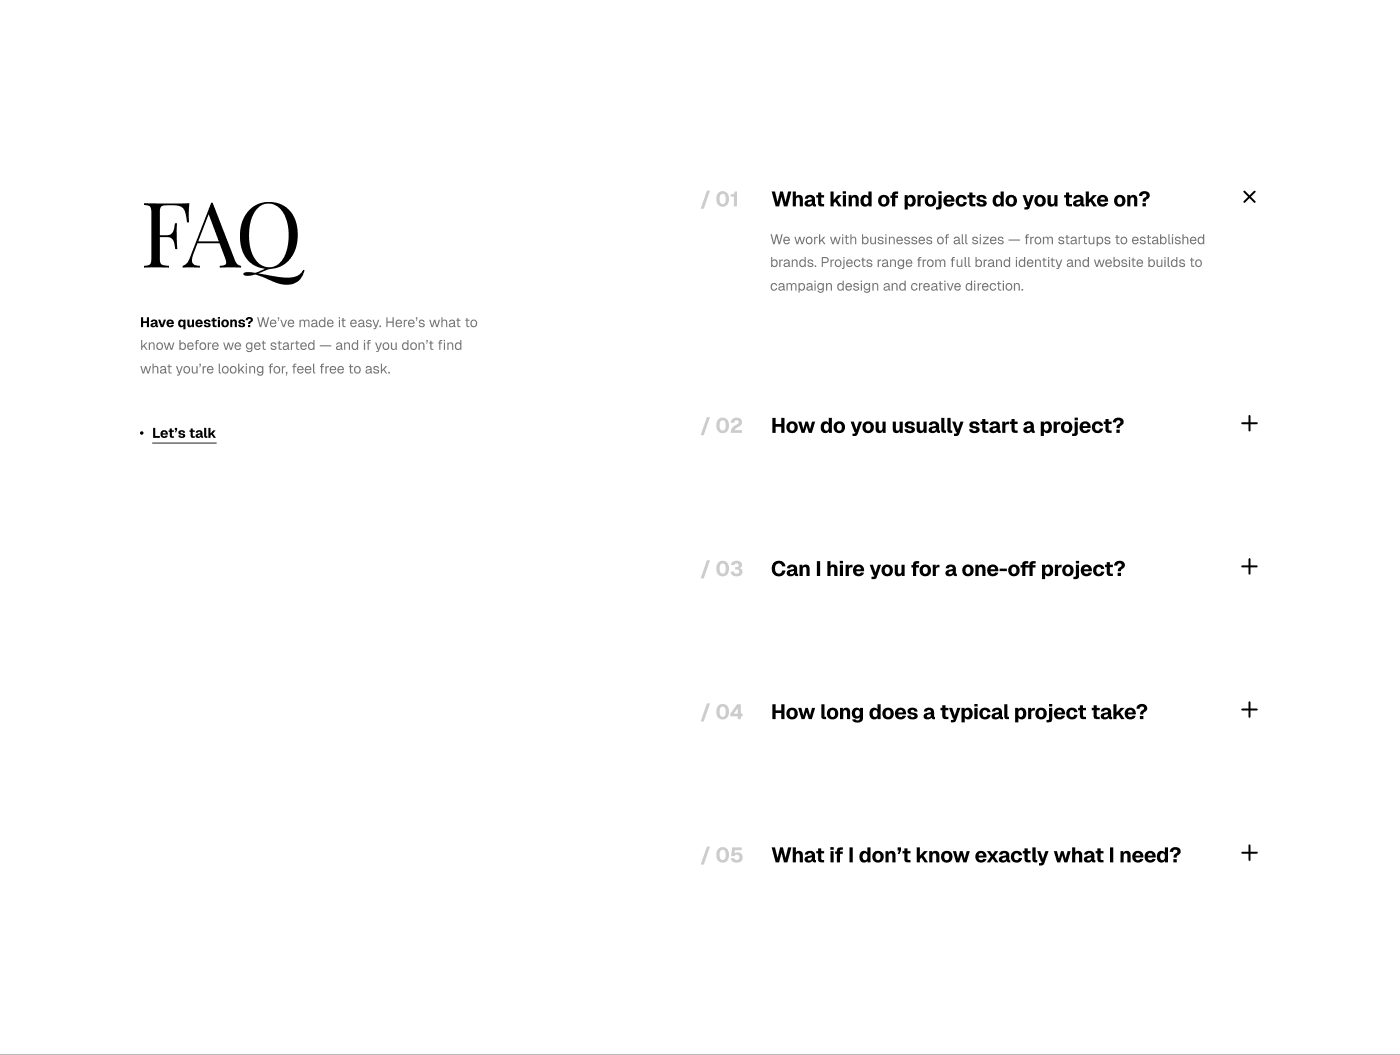 FAQ
Have questions? We’ve made it easy. Here’s what to
know before we get started — and if you don’t find
what you’re looking for, feel free to ask.
• Let’s talk
/ 01 What kind of projects do you take on?
We work with businesses of all sizes — from startups to established
brands. Projects range from full brand identity and website builds to
campaign design and creative direction.
/ 02 How do you usually start a project?
/ 03 Can I hire you for a one-off project?
/ 04 How long does a typical project take?
/ 05 What if I don’t know exactly what I need?